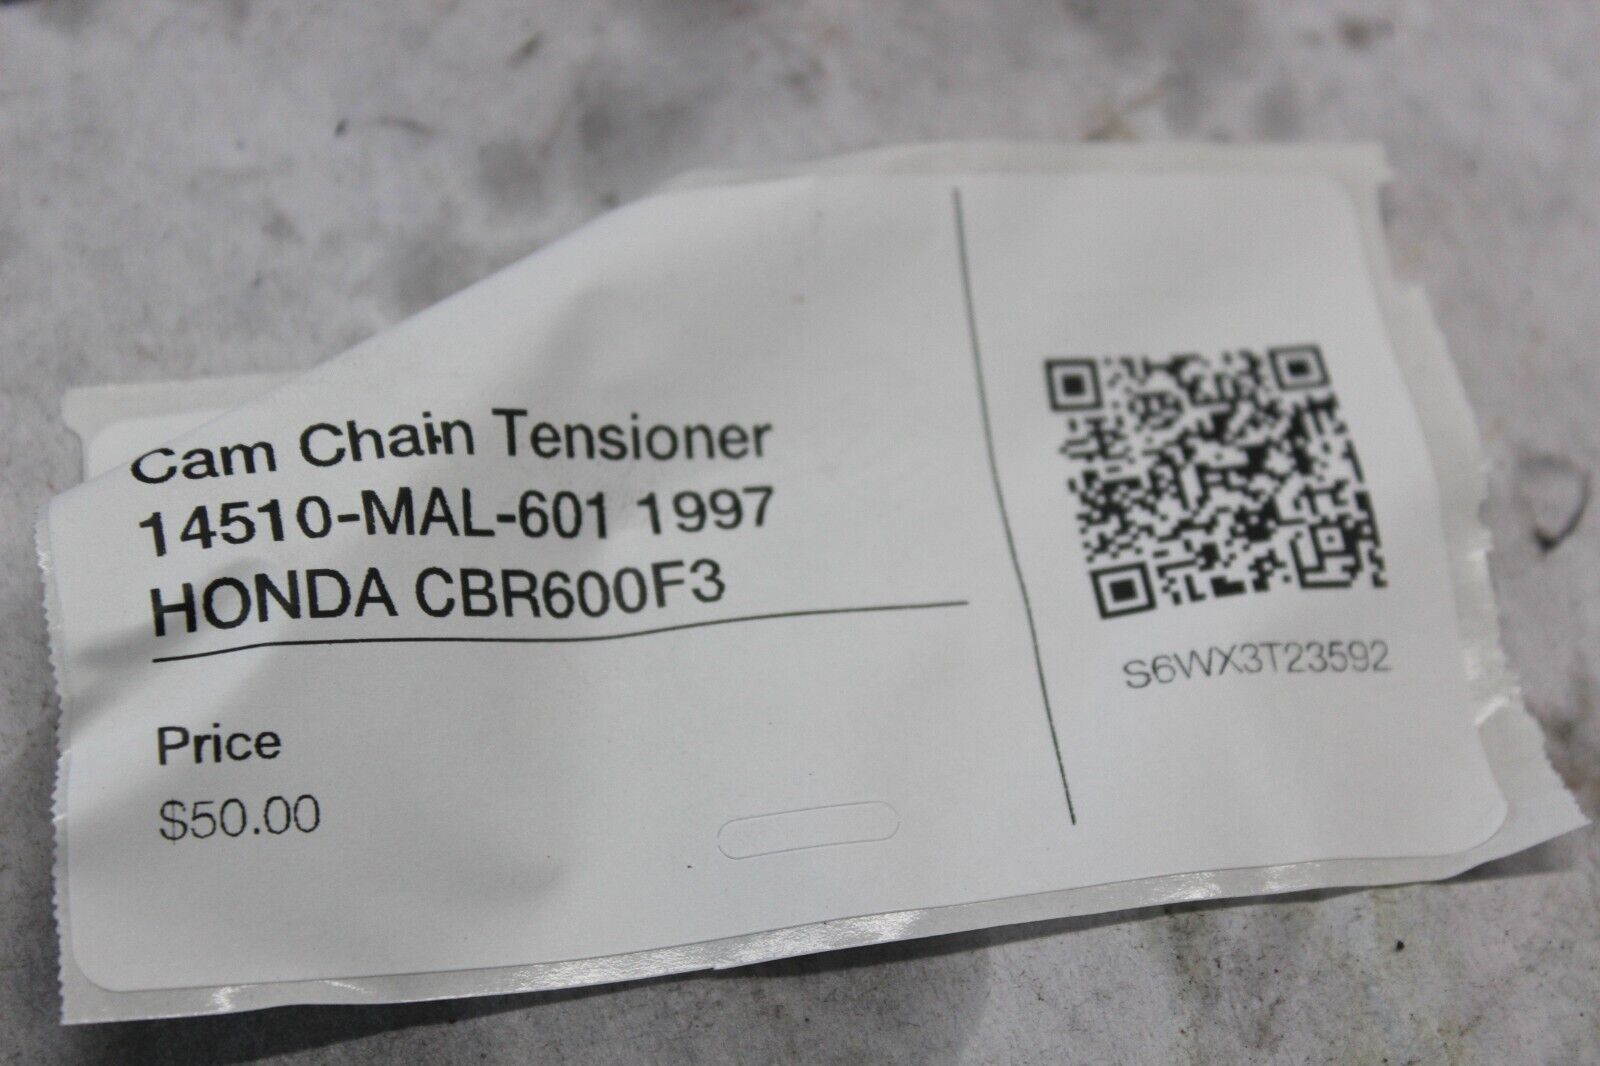 Cam Chain Tensioner
14510-MAL-601 1997
HONDA CBR600F3
Price
$50.00
S6WX3T23592